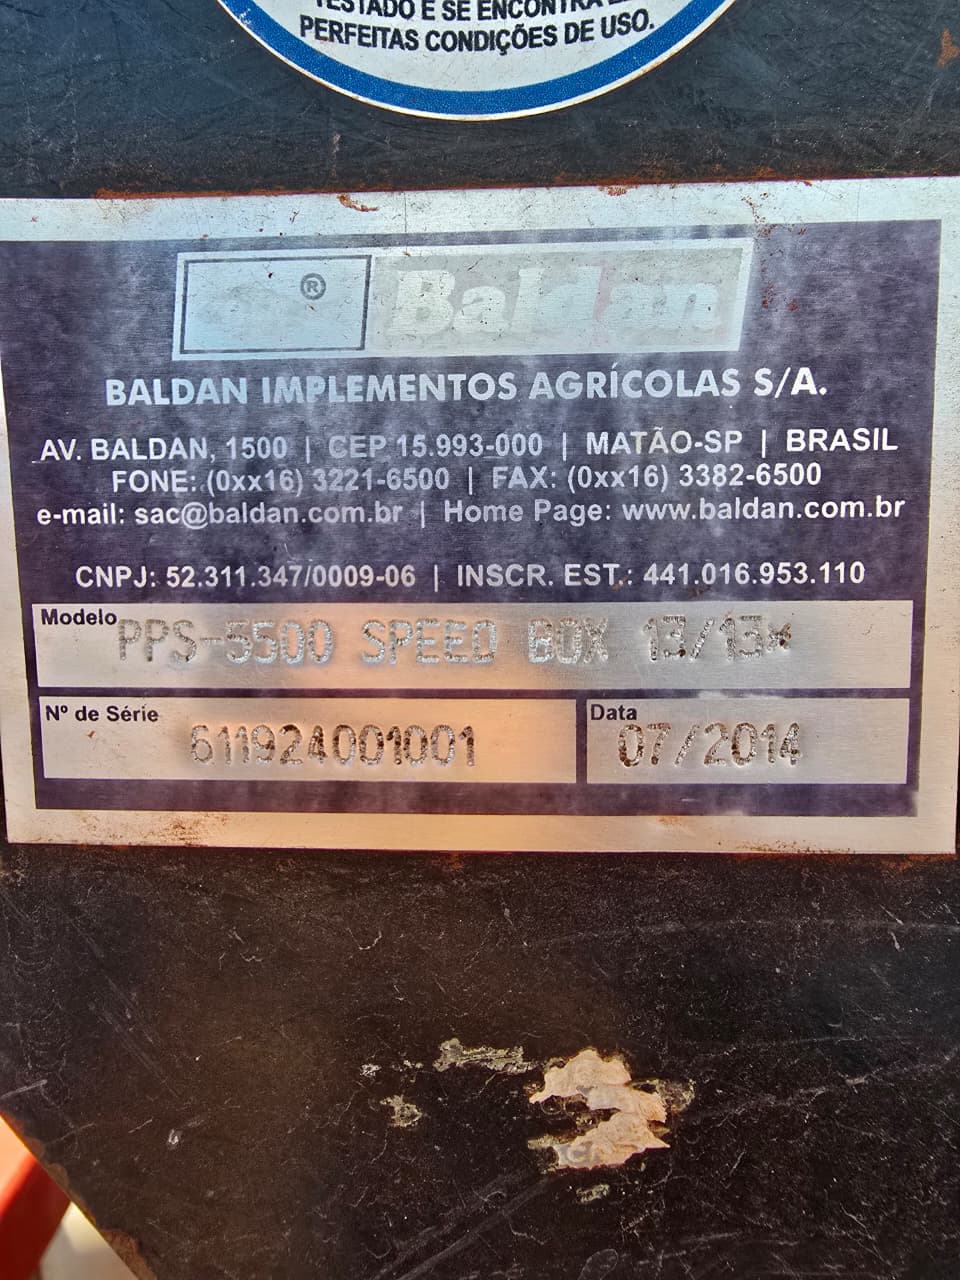 TESTADO E SE ENCONTRA
PERFEITAS CONDIÇÕES DE USO.
® Baldan
BALDAN IMPLEMENTOS AGRÍCOLAS S/A.
AV. BALDAN, 1500 | CEP 15.993-000 | MATÃO-SP | BRASIL
FONE: (0xx16) 3221-6500 | FAX: (0xx16) 3382-6500
e-mail: sac@baldan.com.br | Home Page: www.baldan.com.br
CNPJ: 52.311.347/0009-06 | INSCR. EST.: 441.016.953.110
Modelo PPS-5500 SPEED BOX 13/13*
Nº de Série 611924001001 Data 07/2014